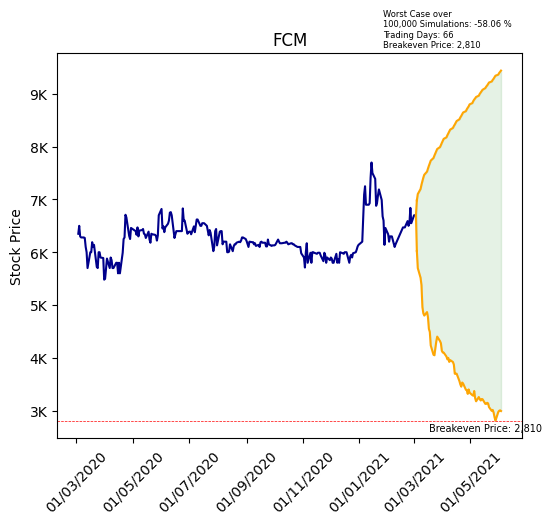 Worst Case over
100,000 Simulations: -58.06 %
Trading Days: 66
Breakeven Price: 2,810
FCM
Stock Price
9K
8K
7K
6K
5K
4K
3K
Breakeven Price: 2,810
01/03/2020
01/05/2020
01/07/2020
01/09/2020
01/11/2020
01/01/2021
01/03/2021
01/05/2021